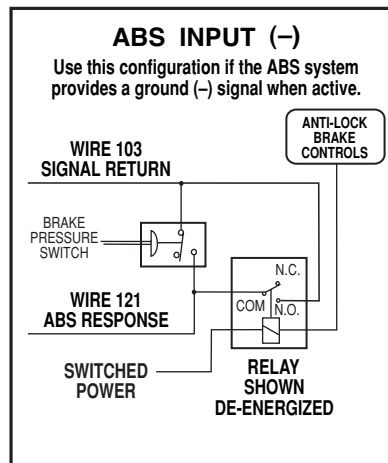 ABS INPUT (–)
Use this configuration if the ABS system
provides a ground (–) signal when active.
ANTI-LOCK
BRAKE
CONTROLS
WIRE 103
SIGNAL RETURN
BRAKE
PRESSURE
SWITCH
N.C.
COM
N.O.
WIRE 121
ABS RESPONSE
SWITCHED
POWER
RELAY
SHOWN
DE-ENERGIZED